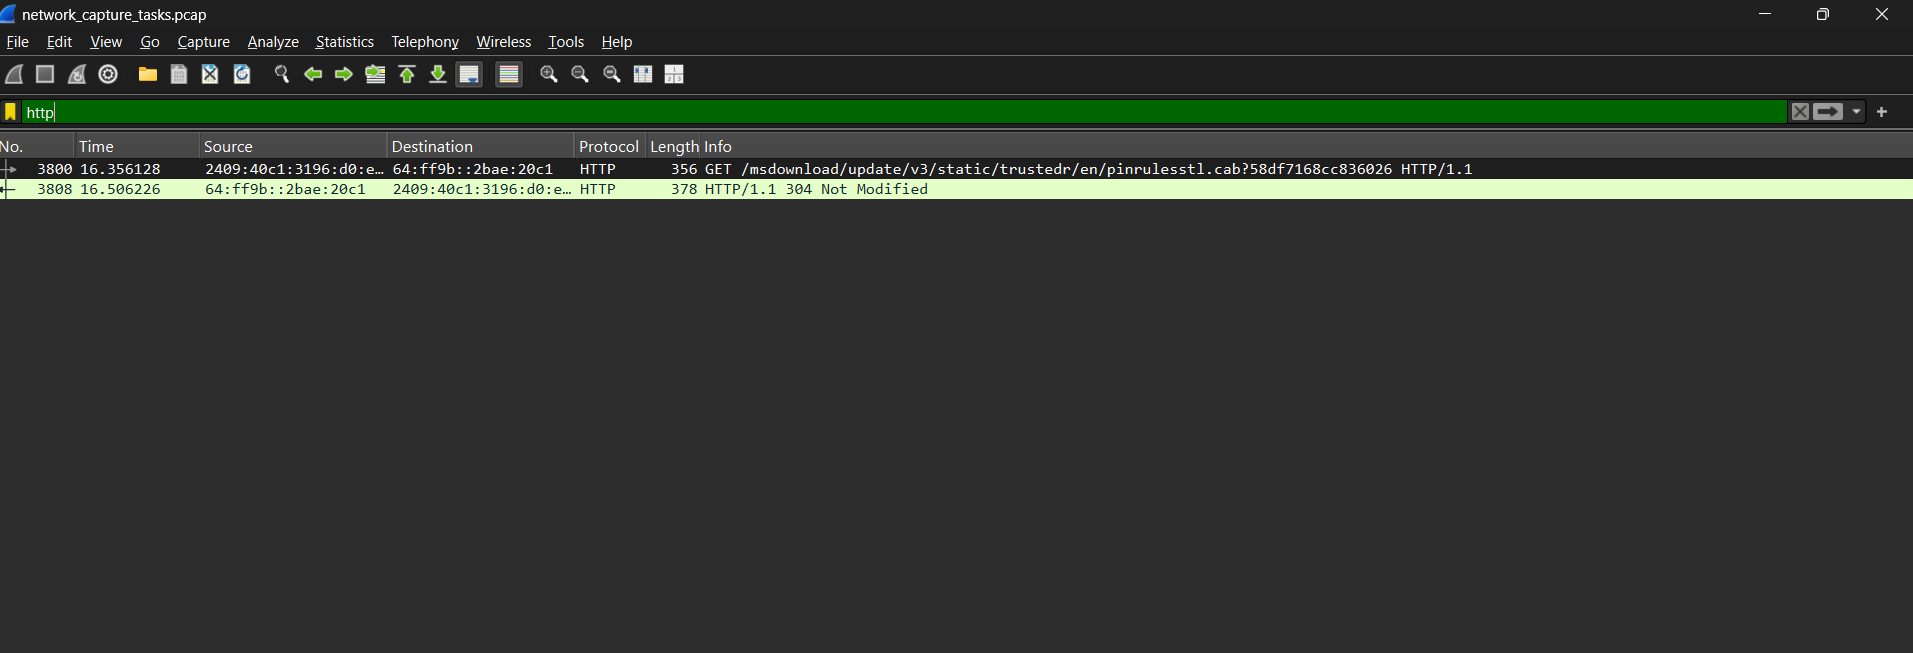 network_capture_tasks.pcap
File Edit View Go Capture Analyze Statistics Telephony Wireless Tools Help
http
No. Time Source Destination Protocol Length Info
3800 16.356128 2409:40c1:3196:d0:e… 64:ff9b::2bae:20c1 HTTP 356 GET /msdownload/update/v3/static/trustedr/en/pinrulesstl.cab?58df7168cc836026 HTTP/1.1
3808 16.506226 64:ff9b::2bae:20c1 2409:40c1:3196:d0:e… HTTP 378 HTTP/1.1 304 Not Modified